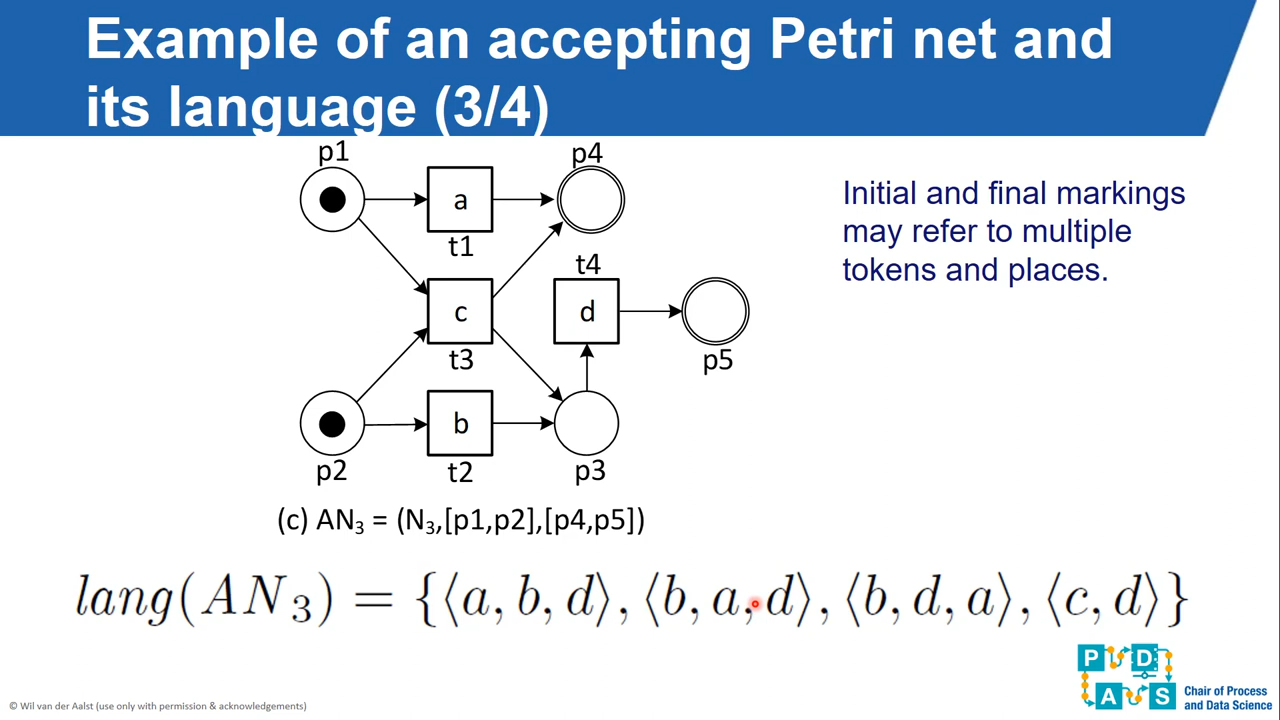 Example of an accepting Petri net and
its language (3/4)
p1
p4
a
t1
t4
c
d
t3
p5
b
p2
t2
p3
Initial and final markings
may refer to multiple
tokens and places.
(c) AN₃ = (N₃,[p1,p2],[p4,p5])
lang(AN₃) = {⟨a, b, d⟩, ⟨b, a, d⟩, ⟨b, d, a⟩, ⟨c, d⟩}
P D
A S
Chair of Process
and Data Science
© Wil van der Aalst (use only with permission & acknowledgements)